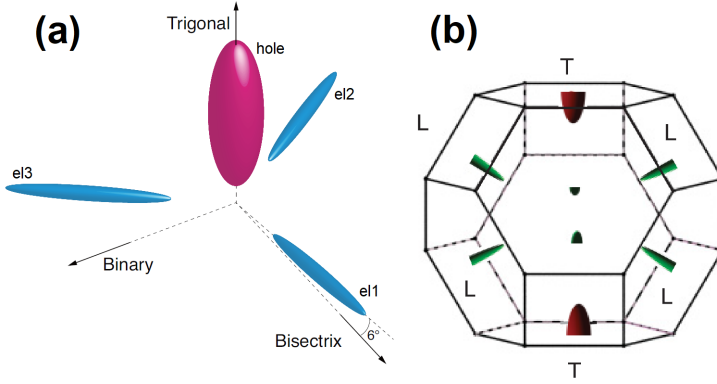 (a)
Trigonal
hole
el2
el3
Binary
el1
6°
Bisectrix
(b)
T
L
L
L
L
T